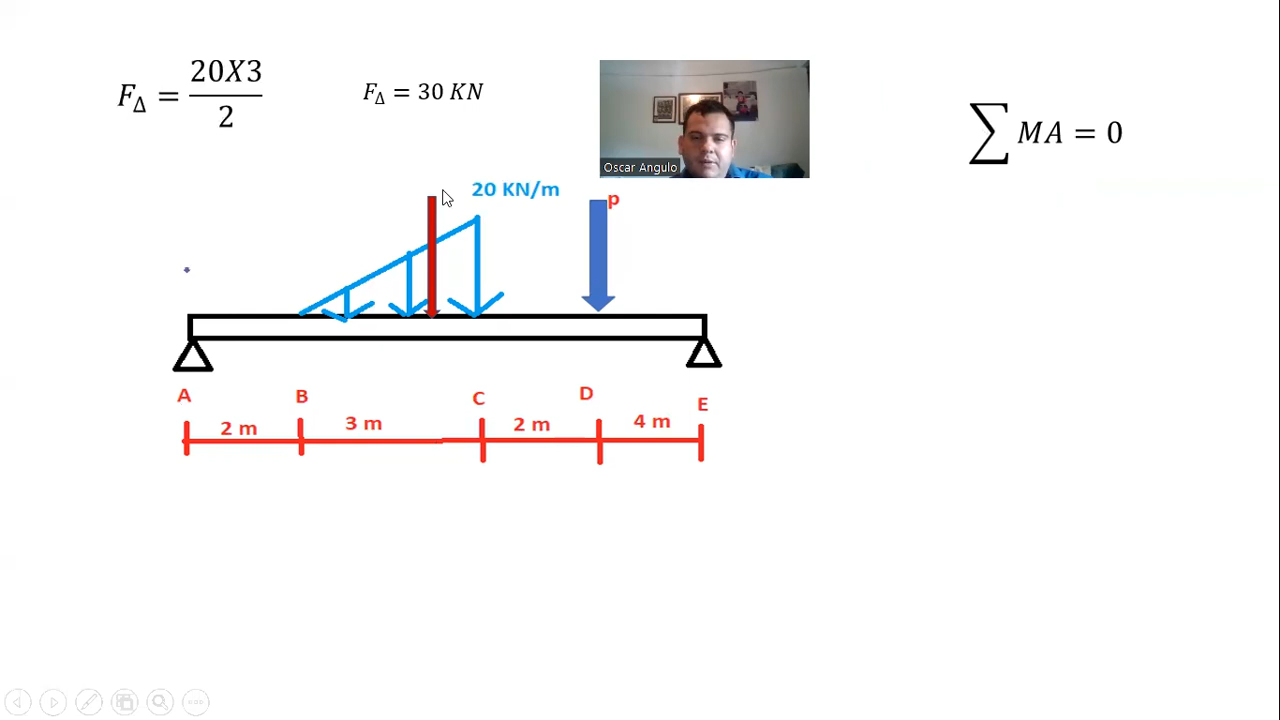 F_Δ = 20X3 / 2
F_Δ = 30 KN
∑ MA = 0
Oscar Angulo
20 KN/m
p
A B C D E
2 m 3 m 2 m 4 m